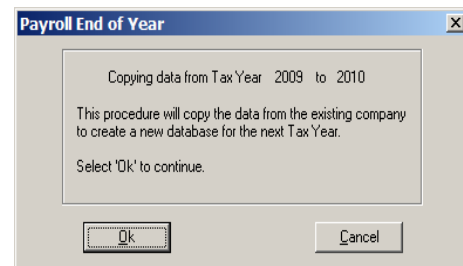 Payroll End of Year
Copying data from Tax Year 2009 to 2010
This procedure will copy the data from the existing company
to create a new database for the next Tax Year.
Select 'Ok' to continue.
Ok Cancel